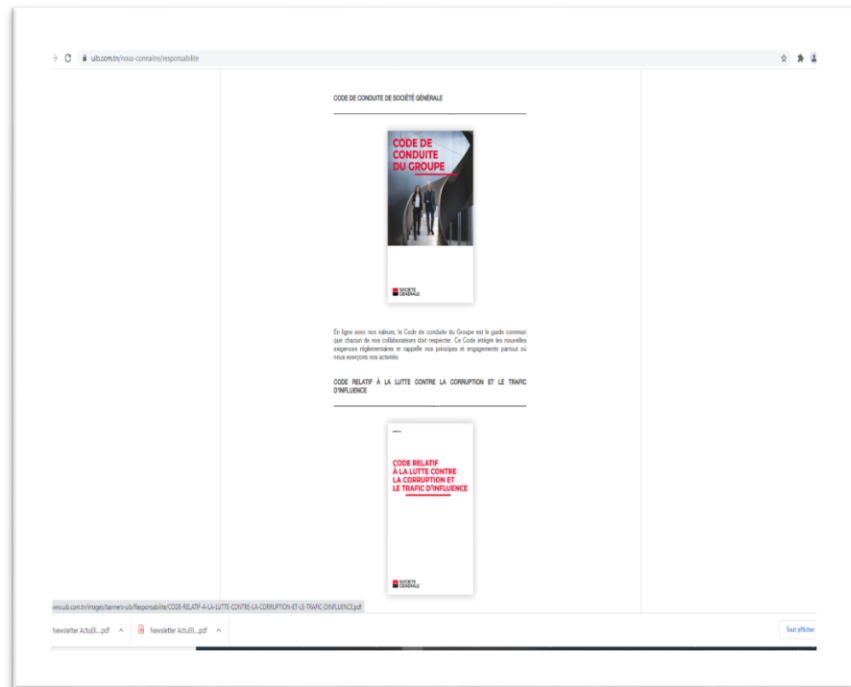 uib.com.tn/nous-connaitre/responsabilite
CODE DE CONDUITE DE SOCIÉTÉ GÉNÉRALE
CODE DE
CONDUITE
DU GROUPE
SOCIETE
GENERALE
En ligne avec nos valeurs, le Code de conduite du Groupe est le guide commun
que chacun de nos collaborateurs doit respecter. Ce Code intègre les nouvelles
exigences réglementaires et rappelle nos principes et engagements partout où
nous exerçons nos activités.
CODE RELATIF À LA LUTTE CONTRE LA CORRUPTION ET LE TRAFIC
D'INFLUENCE
CODE RELATIF
À LA LUTTE CONTRE
LA CORRUPTION ET
LE TRAFIC D'INFLUENCE
SOCIETE
GENERALE
www.uib.com.tn/images/banners-uib/Responsabilite/CODE-RELATIF-A-LA-LUTTE-CONTRE-LA-CORRUPTION-ET-LE-TRAFIC-DINFLUENCE.pdf
Newsletter ActuEl....pdf Newsletter ActuEl....pdf Tout afficher